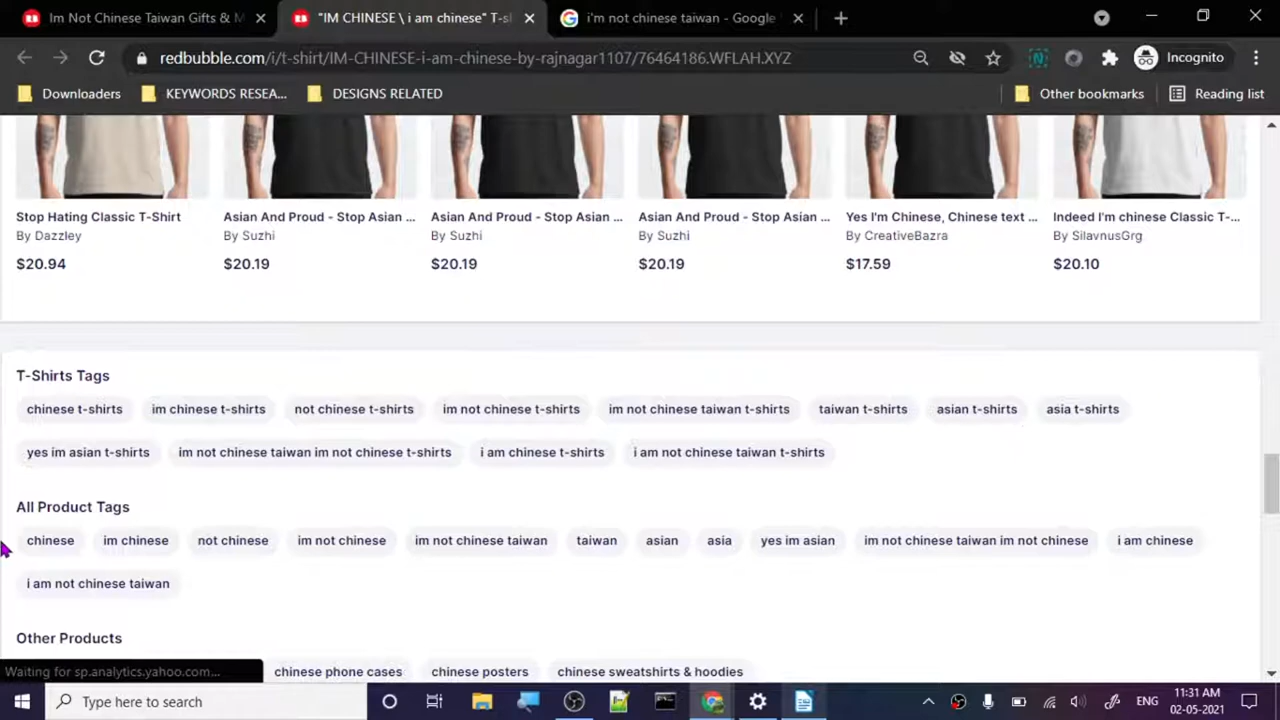 Im Not Chinese Taiwan Gifts & M
"IM CHINESE \ i am chinese" T-sl
i'm not chinese taiwan - Google
redbubble.com/i/t-shirt/IM-CHINESE-i-am-chinese-by-rajnagar1107/76464186.WFLAH.XYZ
Incognito
Downloaders
KEYWORDS RESEA...
DESIGNS RELATED
Other bookmarks
Reading list
Stop Hating Classic T-Shirt
By Dazzley
$20.94
Asian And Proud - Stop Asian ...
By Suzhi
$20.19
Asian And Proud - Stop Asian ...
By Suzhi
$20.19
Asian And Proud - Stop Asian ...
By Suzhi
$20.19
Yes I'm Chinese, Chinese text ...
By CreativeBazra
$17.59
Indeed I'm chinese Classic T-...
By SilavnusGrg
$20.10
T-Shirts Tags
chinese t-shirts im chinese t-shirts not chinese t-shirts im not chinese t-shirts im not chinese taiwan t-shirts taiwan t-shirts asian t-shirts asia t-shirts
yes im asian t-shirts im not chinese taiwan im not chinese t-shirts i am chinese t-shirts i am not chinese taiwan t-shirts
All Product Tags
chinese im chinese not chinese im not chinese im not chinese taiwan taiwan asian asia yes im asian im not chinese taiwan im not chinese i am chinese
i am not chinese taiwan
Other Products
chinese phone cases chinese posters chinese sweatshirts & hoodies
Waiting for sp.analytics.yahoo.com...
Type here to search
ENG
11:31 AM
02-05-2021